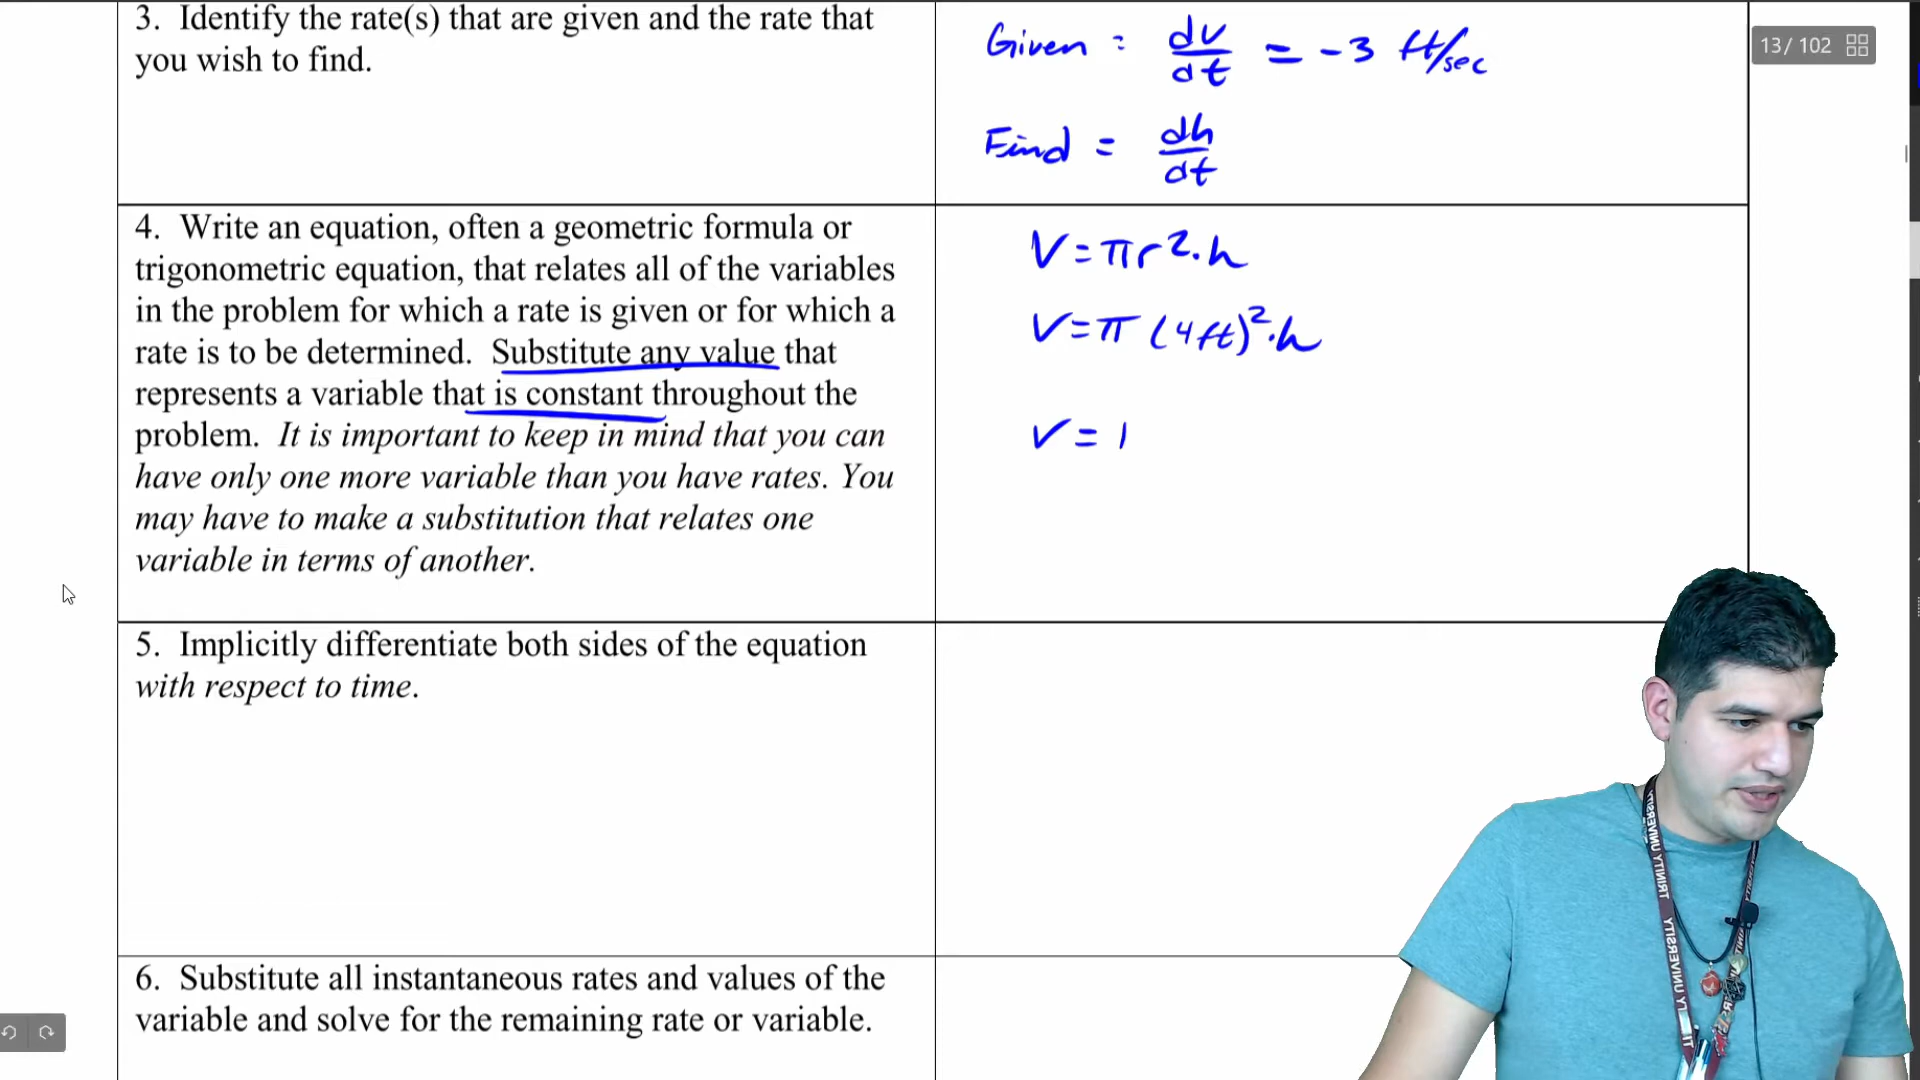 3. Identify the rate(s) that are given and the rate that
you wish to find.
Given : dv/dt = -3 ft/sec
Find = dh/dt
13 / 102
4. Write an equation, often a geometric formula or
trigonometric equation, that relates all of the variables
in the problem for which a rate is given or for which a
rate is to be determined. Substitute any value that
represents a variable that is constant throughout the
problem. It is important to keep in mind that you can
have only one more variable than you have rates. You
may have to make a substitution that relates one
variable in terms of another.
V = πr². h
V = π (4ft)² . h
V = 1
5. Implicitly differentiate both sides of the equation
with respect to time.
6. Substitute all instantaneous rates and values of the
variable and solve for the remaining rate or variable.
TRINITY UNIVERSITY
TRINITY UNIVERSITY